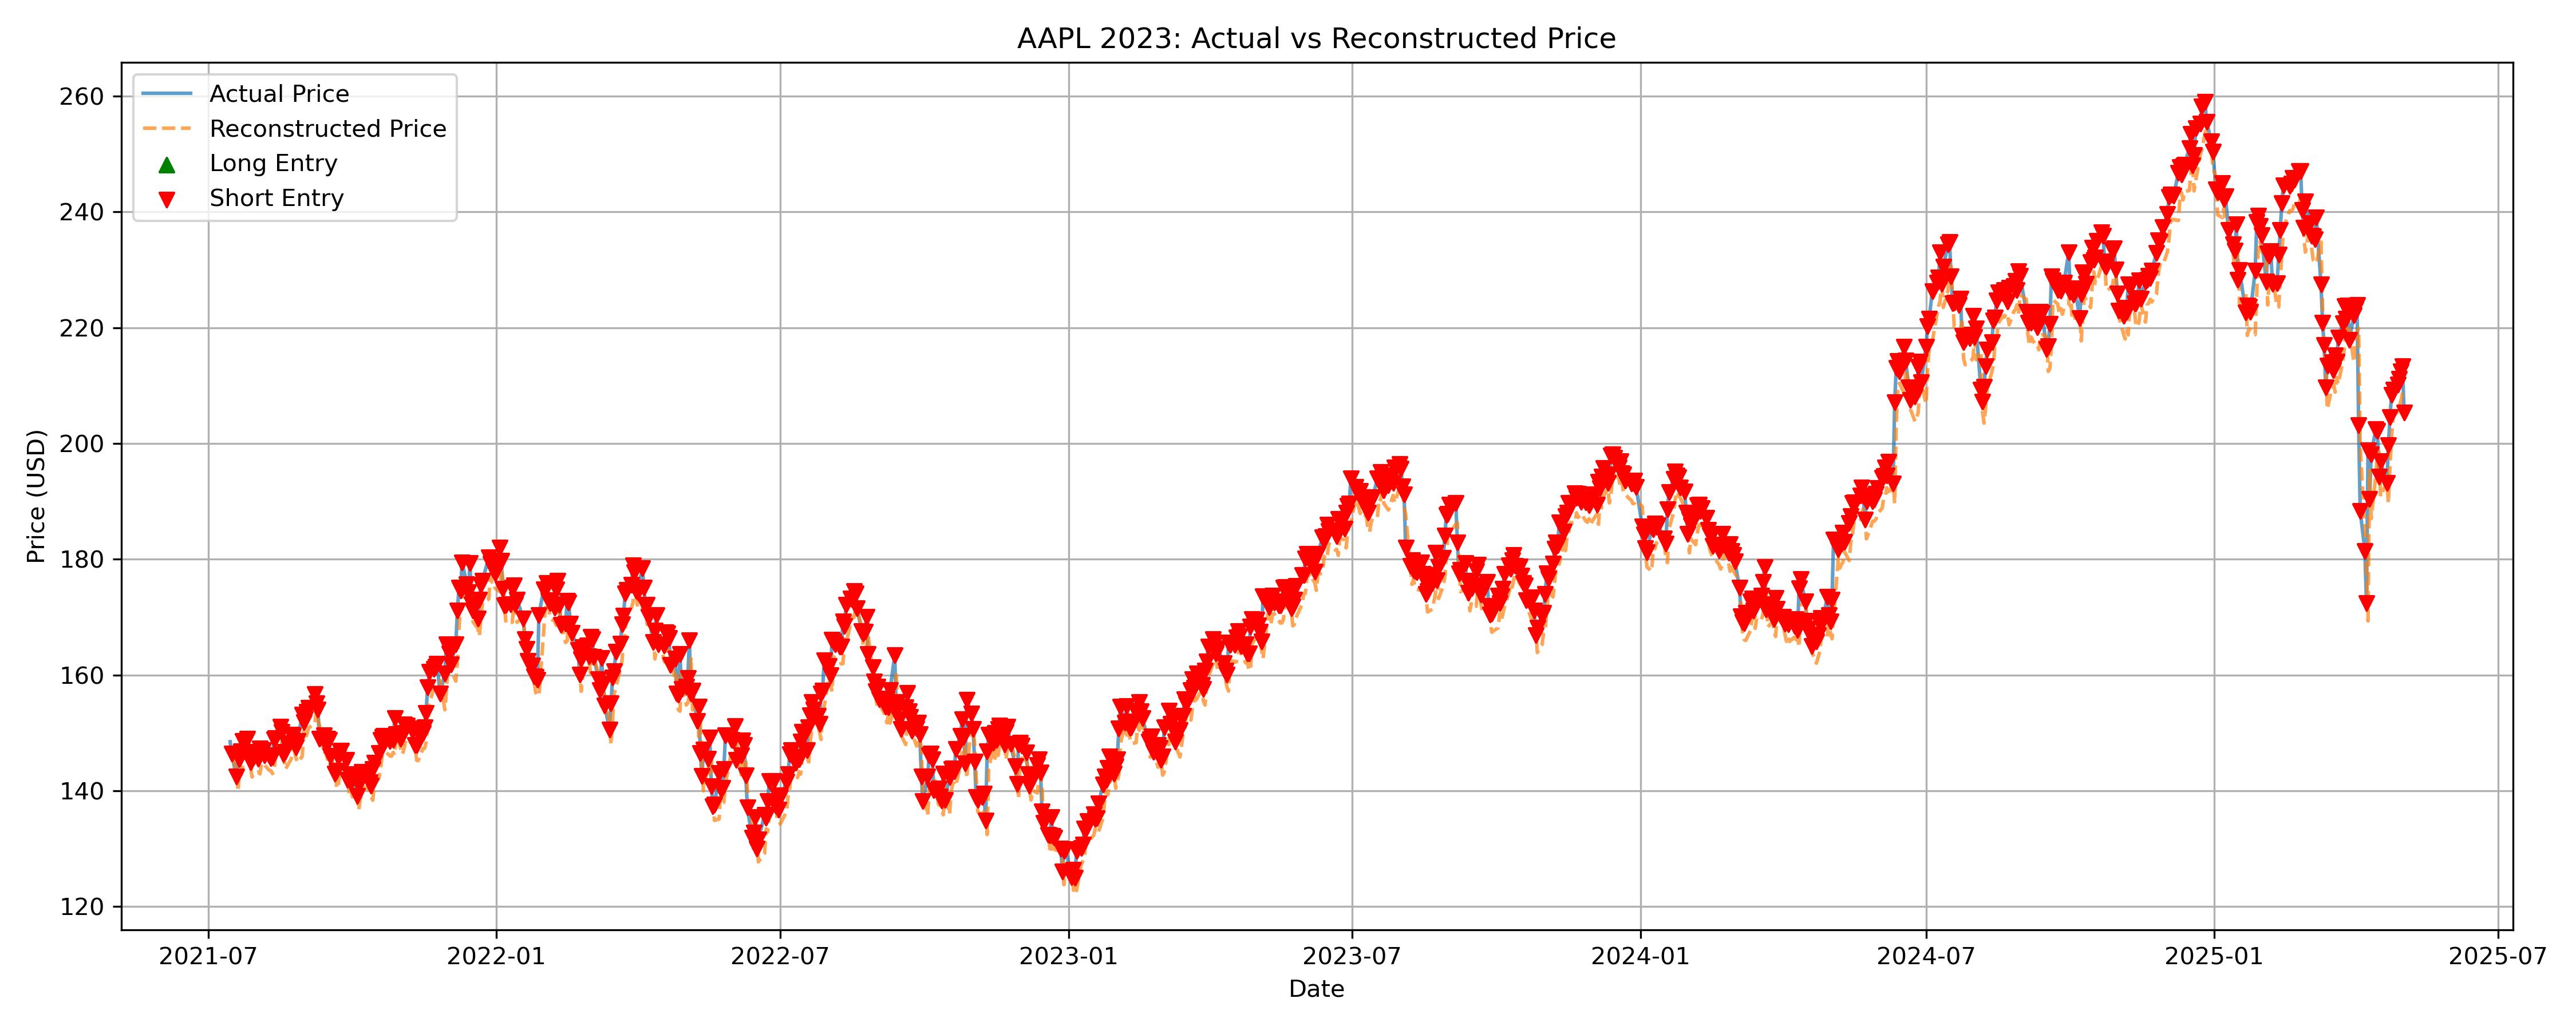 AAPL 2023: Actual vs Reconstructed Price
Actual Price
Reconstructed Price
Long Entry
Short Entry
Price (USD)
260
240
220
200
180
160
140
120
2021-07 2022-01 2022-07 2023-01 2023-07 2024-01 2024-07 2025-01 2025-07
Date